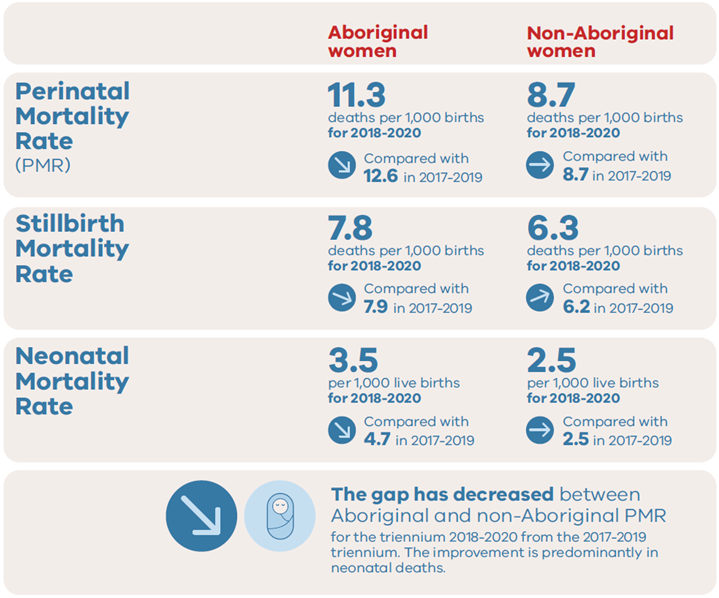 Aboriginal
women
Non-Aboriginal
women
Perinatal
Mortality
Rate
(PMR)
11.3
deaths per 1,000 births
for 2018-2020
Compared with
12.6 in 2017-2019
8.7
deaths per 1,000 births
for 2018-2020
Compared with
8.7 in 2017-2019
Stillbirth
Mortality
Rate
7.8
deaths per 1,000 births
for 2018-2020
Compared with
7.9 in 2017-2019
6.3
deaths per 1,000 births
for 2018-2020
Compared with
6.2 in 2017-2019
Neonatal
Mortality
Rate
3.5
per 1,000 live births
for 2018-2020
Compared with
4.7 in 2017-2019
2.5
per 1,000 live births
for 2018-2020
Compared with
2.5 in 2017-2019
The gap has decreased between
Aboriginal and non-Aboriginal PMR
for the triennium 2018-2020 from the 2017-2019
triennium. The improvement is predominantly in
neonatal deaths.